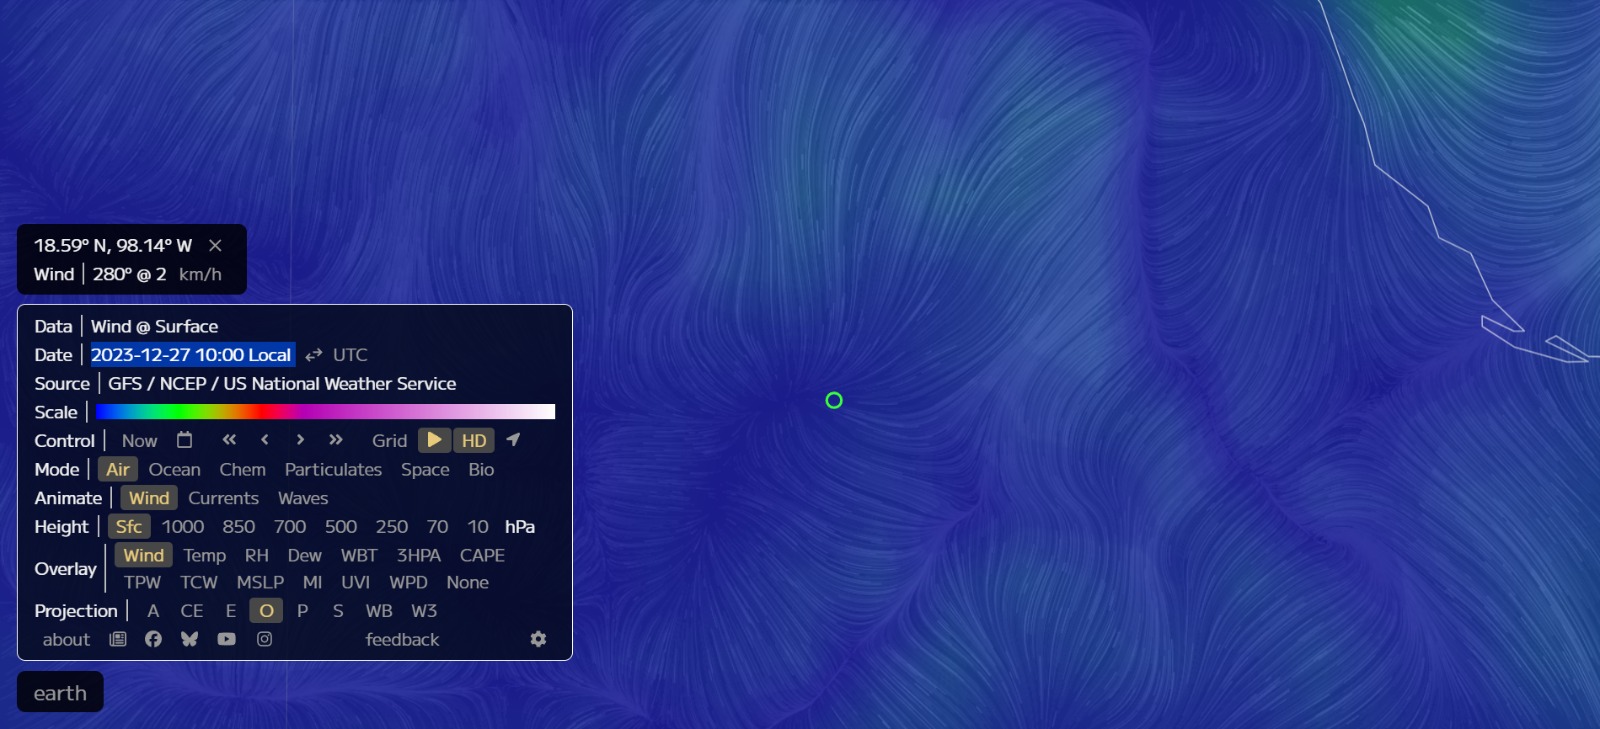 18.59° N, 98.14° W ×
Wind | 280° @ 2 km/h
Data | Wind @ Surface
Date | 2023-12-27 10:00 Local ⇄ UTC
Source | GFS / NCEP / US National Weather Service
Scale |
Control | Now « ‹ › » Grid HD
Mode | Air Ocean Chem Particulates Space Bio
Animate | Wind Currents Waves
Height | Sfc 1000 850 700 500 250 70 10 hPa
Overlay | Wind Temp RH Dew WBT 3HPA CAPE
TPW TCW MSLP MI UVI WPD None
Projection | A CE E O P S WB W3
about feedback
earth